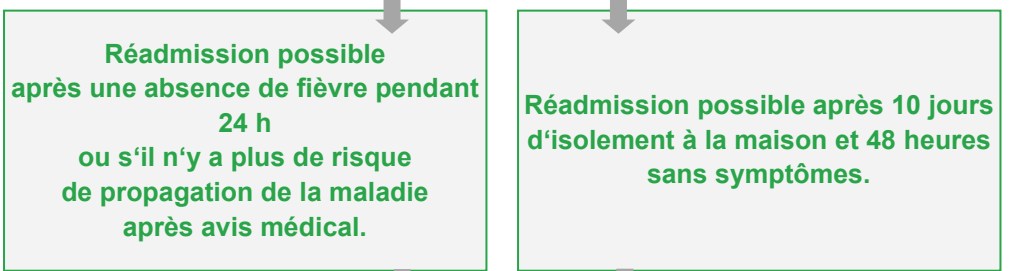 Réadmission possible
après une absence de fièvre pendant
24 h
ou s‘il n‘y a plus de risque
de propagation de la maladie
après avis médical.
Réadmission possible après 10 jours
d‘isolement à la maison et 48 heures
sans symptômes.